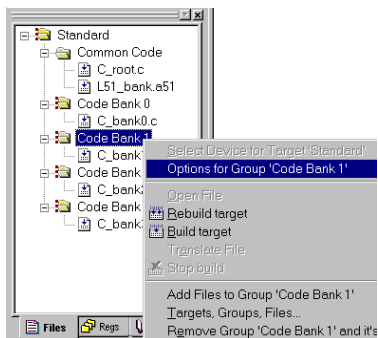 Standard
Common Code
C_root.c
L51_bank.a51
Code Bank 0
C_bank0.c
Code Bank 1
Code Bank
Code Bank
Select Device for Target 'Standard'
Options for Group 'Code Bank 1'
Open File
Rebuild target
Build target
Translate File
Stop build
Add Files to Group 'Code Bank 1'
Targets, Groups, Files...
Remove Group 'Code Bank 1' and it's
Files
Regs